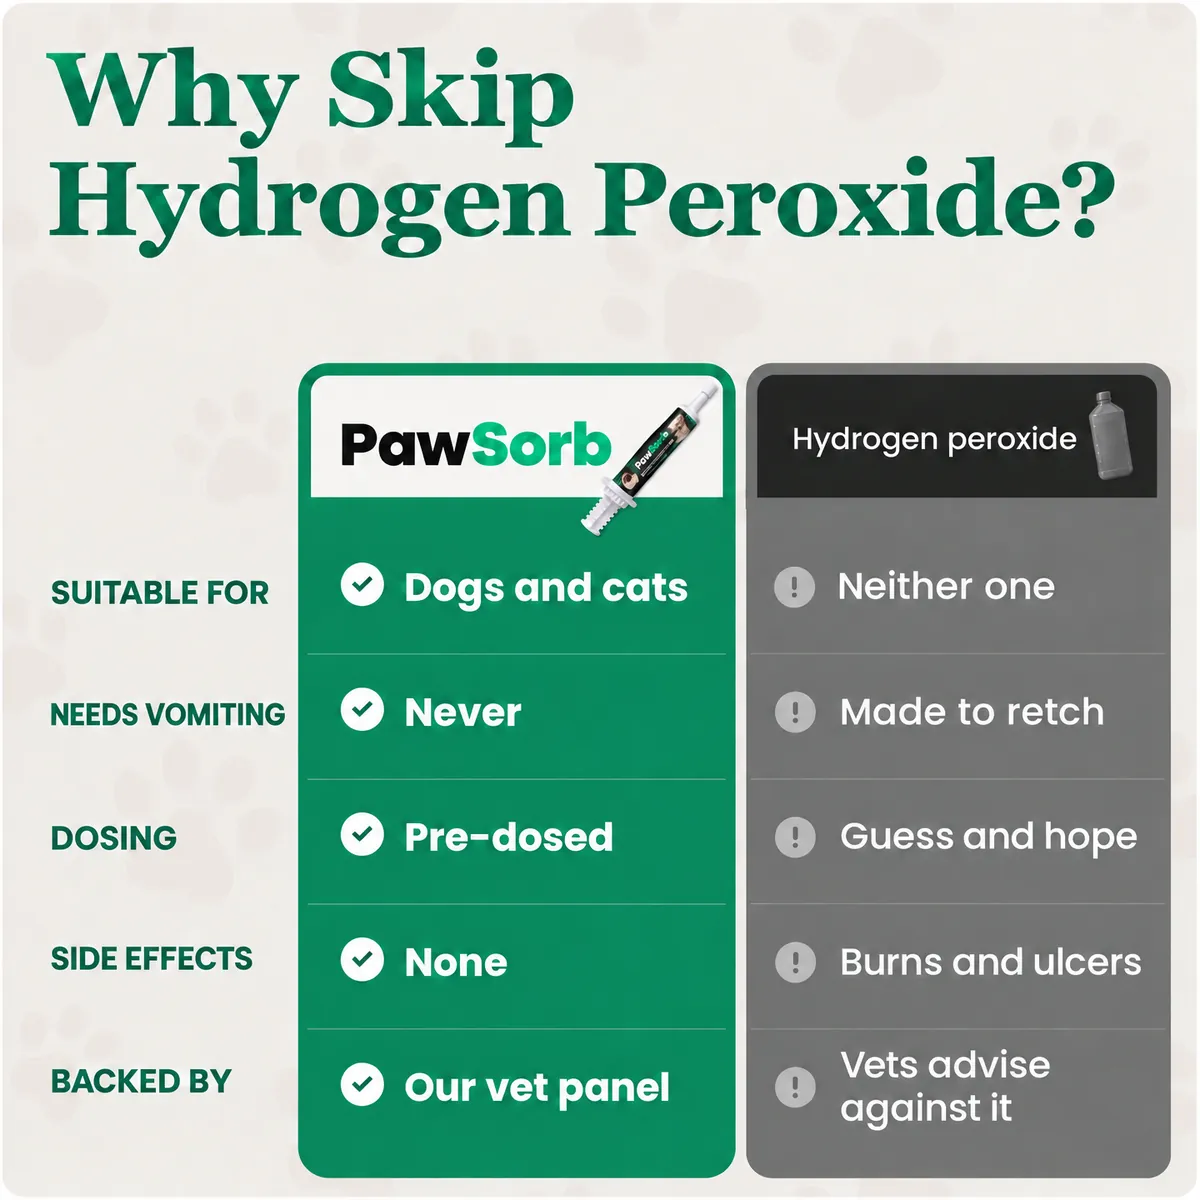 Why Skip
Hydrogen Peroxide?
PawSorb
PawSorb
Hydrogen peroxide
SUITABLE FOR
Dogs and cats
Neither one
NEEDS VOMITING
Never
Made to retch
DOSING
Pre-dosed
Guess and hope
SIDE EFFECTS
None
Burns and ulcers
BACKED BY
Our vet panel
Vets advise
against it